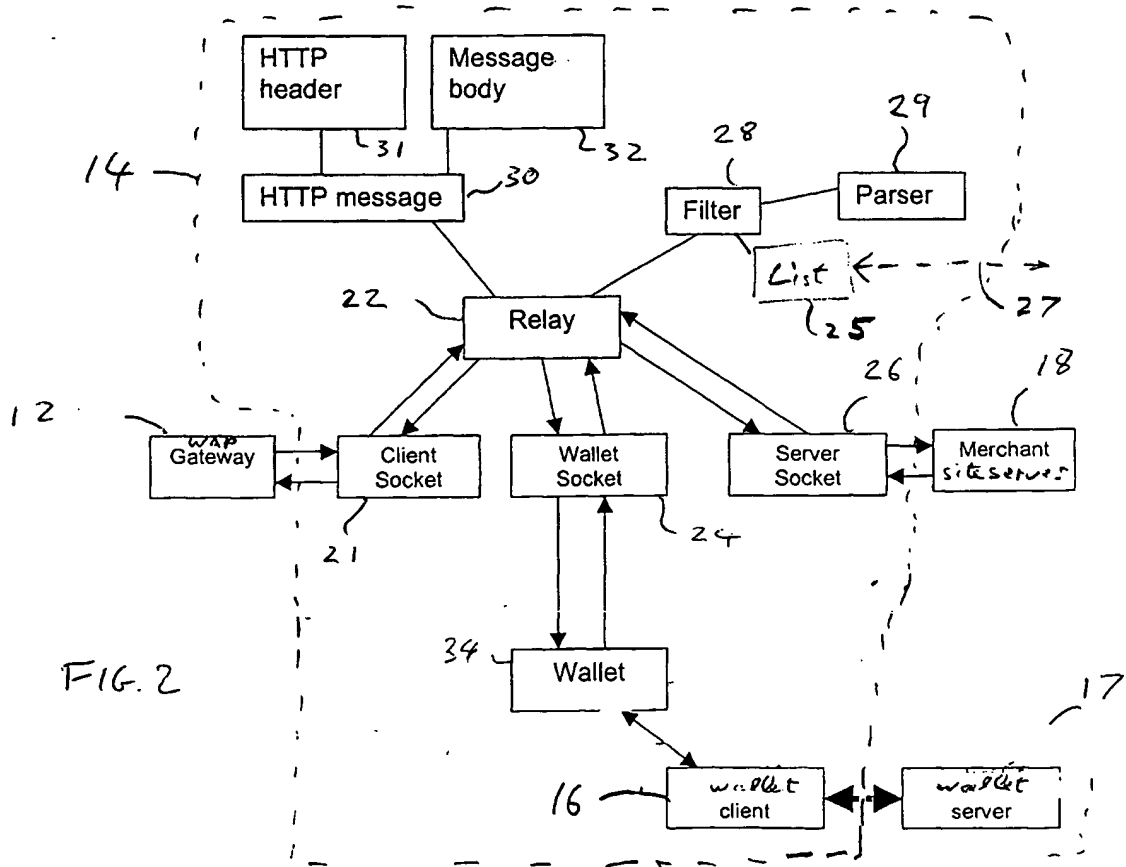 HTTP
header
Message
body
31
32
28
29
14
HTTP message
30
Filter
Parser
List
25
27
22
Relay
26
18
12
WAP
Gateway
Client
Socket
Wallet
Socket
Server
Socket
Merchant
site server
21
24
34
Wallet
FIG. 2
17
16
wallet
client
wallet
server